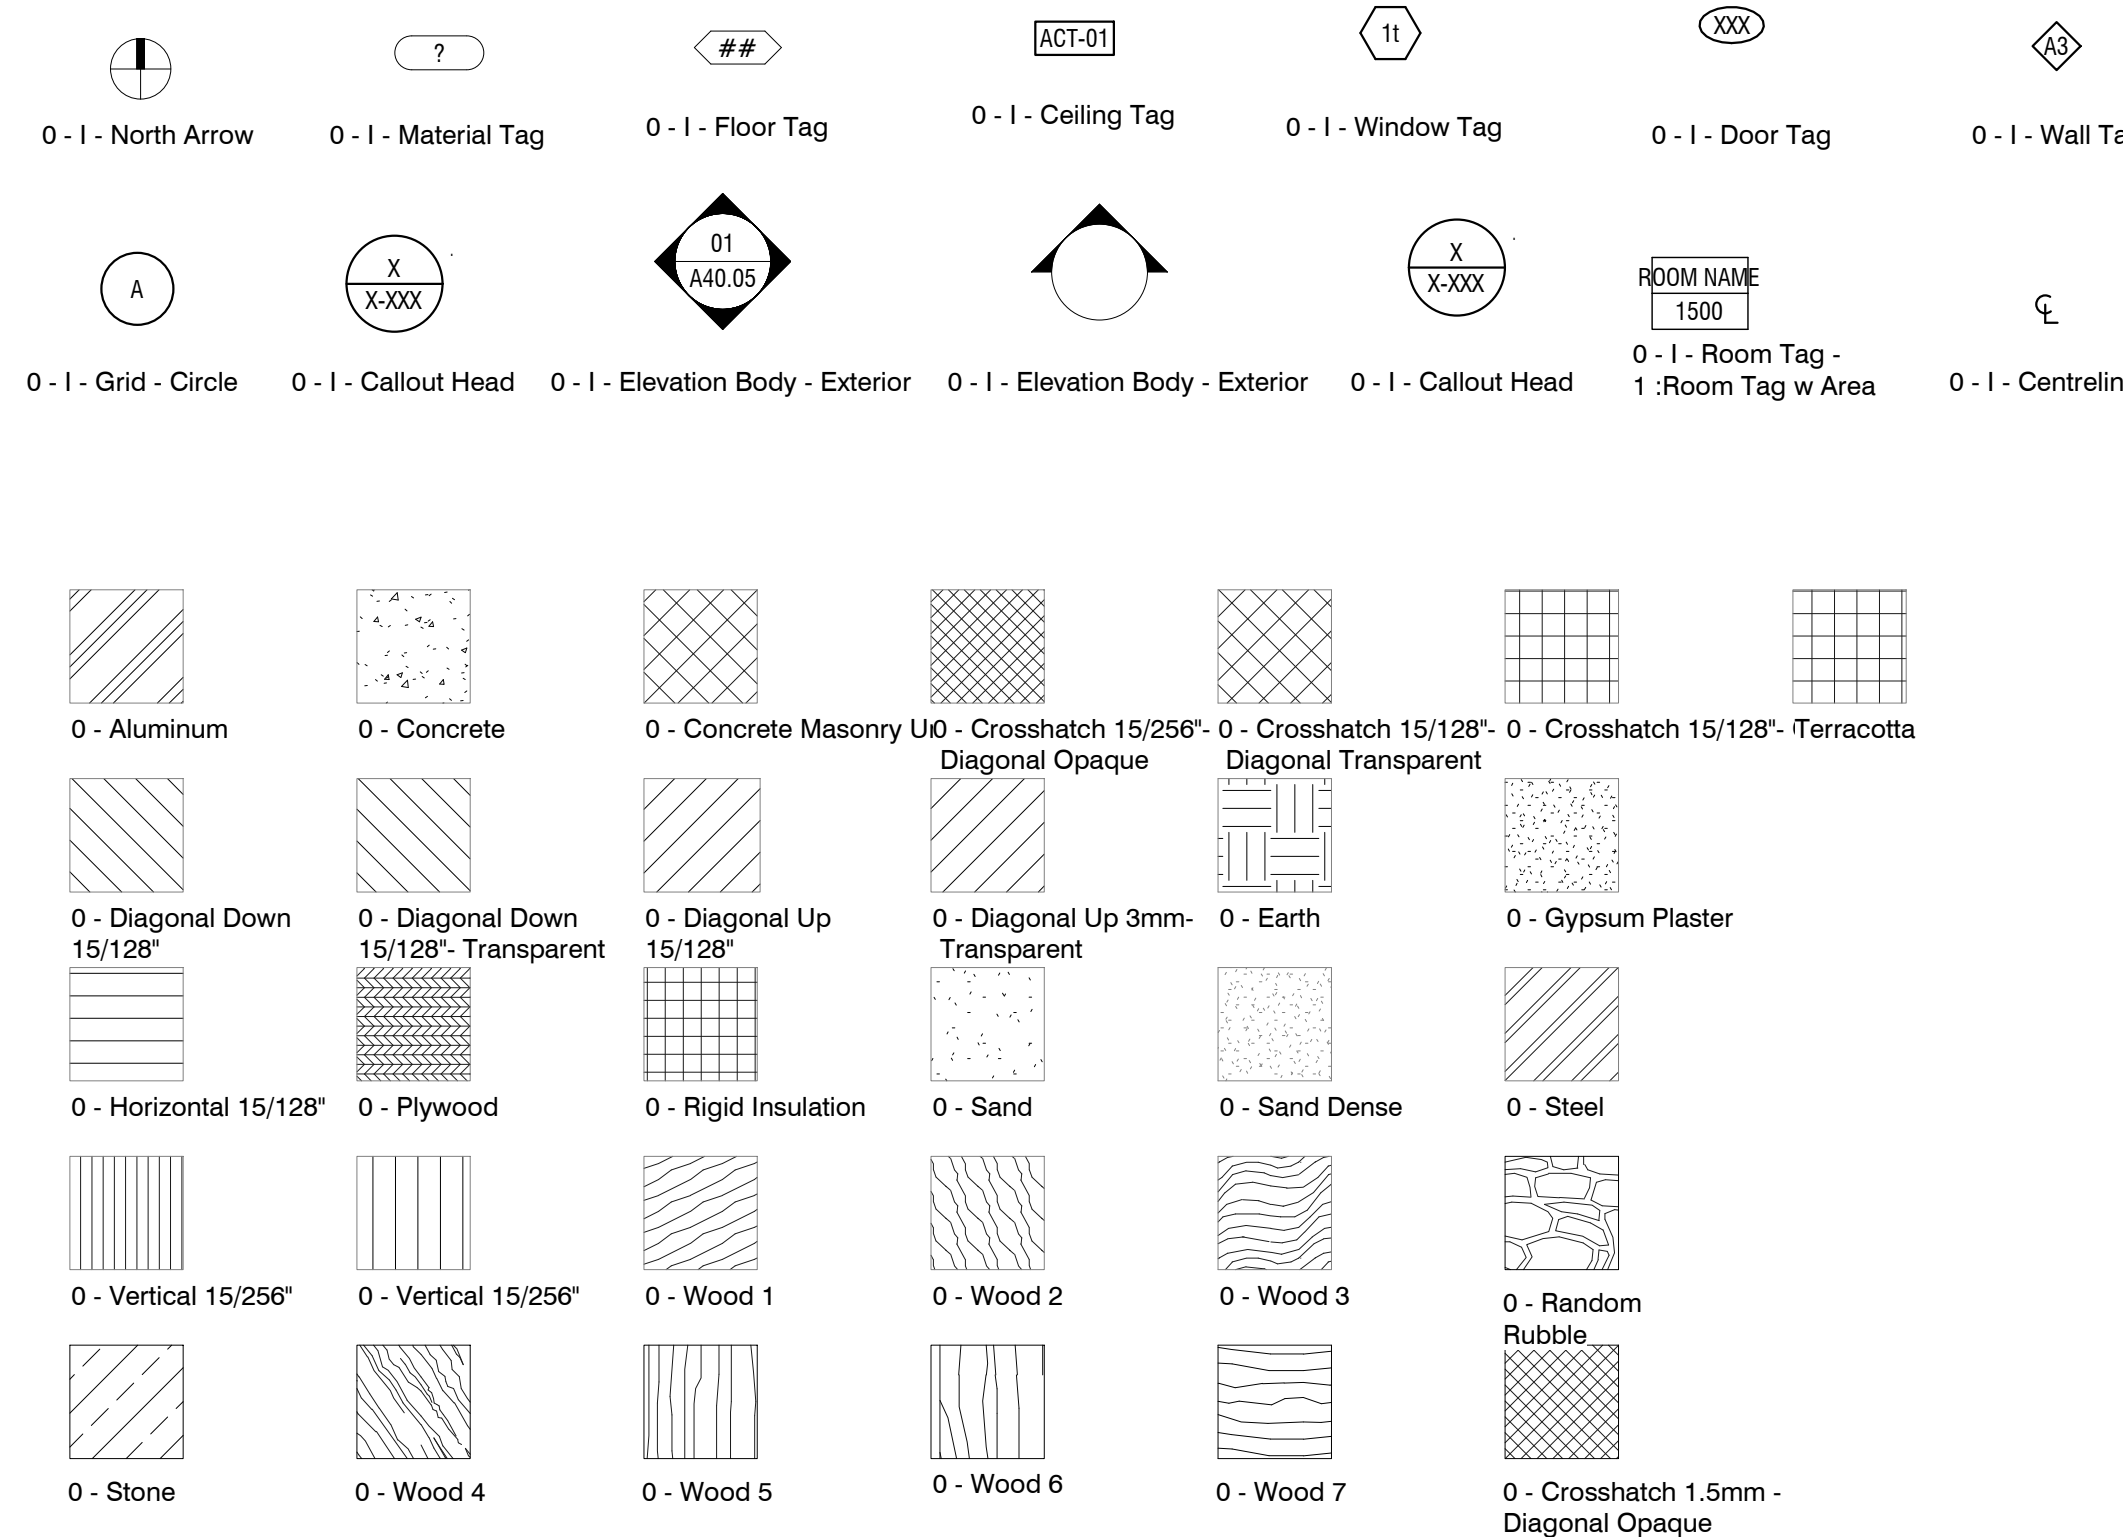 ? ## ACT-01 1t XXX A3
0 - I - North Arrow 0 - I - Material Tag 0 - I - Floor Tag 0 - I - Ceiling Tag 0 - I - Window Tag 0 - I - Door Tag 0 - I - Wall Ta
A X 01 X ROOM NAME ℄
X-XXX A40.05 X-XXX 1500
0 - I - Grid - Circle 0 - I - Callout Head 0 - I - Elevation Body - Exterior 0 - I - Elevation Body - Exterior 0 - I - Callout Head 0 - I - Room Tag - 0 - I - Centrelin
1 :Room Tag w Area
0 - Aluminum 0 - Concrete 0 - Concrete Masonry Un 0 - Crosshatch 15/256"- 0 - Crosshatch 15/128"- 0 - Crosshatch 15/128"- Terracotta
Diagonal Opaque Diagonal Transparent
0 - Diagonal Down 0 - Diagonal Down 0 - Diagonal Up 0 - Diagonal Up 3mm- 0 - Earth 0 - Gypsum Plaster
15/128" 15/128"- Transparent 15/128" Transparent
0 - Horizontal 15/128" 0 - Plywood 0 - Rigid Insulation 0 - Sand 0 - Sand Dense 0 - Steel
0 - Vertical 15/256" 0 - Vertical 15/256" 0 - Wood 1 0 - Wood 2 0 - Wood 3 0 - Random
Rubble
0 - Stone 0 - Wood 4 0 - Wood 5 0 - Wood 6 0 - Wood 7 0 - Crosshatch 1.5mm -
Diagonal Opaque